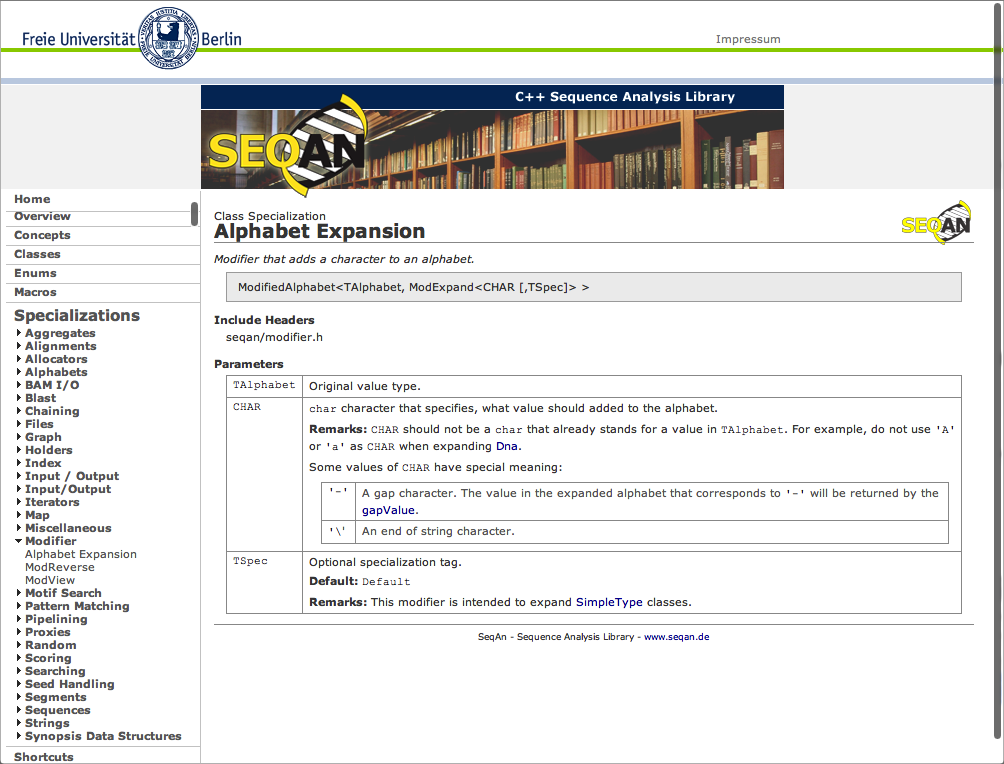 Freie Universität Berlin
Impressum
C++ Sequence Analysis Library
SEQAN
Home
Overview
Concepts
Classes
Enums
Macros
Specializations
Aggregates
Alignments
Allocators
Alphabets
BAM I/O
Blast
Chaining
Files
Graph
Holders
Index
Input / Output
Input/Output
Iterators
Map
Miscellaneous
Modifier
Alphabet Expansion
ModReverse
ModView
Motif Search
Pattern Matching
Pipelining
Proxies
Random
Scoring
Searching
Seed Handling
Segments
Sequences
Strings
Synopsis Data Structures
Shortcuts
Class Specialization
Alphabet Expansion
SEQAN
Modifier that adds a character to an alphabet.
ModifiedAlphabet<TAlphabet, ModExpand<CHAR [,TSpec]> >
Include Headers
seqan/modifier.h
Parameters
TAlphabet Original value type.
CHAR char character that specifies, what value should added to the alphabet.
Remarks: CHAR should not be a char that already stands for a value in TAlphabet. For example, do not use 'A'
or 'a' as CHAR when expanding Dna.
Some values of CHAR have special meaning:
'-' A gap character. The value in the expanded alphabet that corresponds to '-' will be returned by the
gapValue.
'\' An end of string character.
TSpec Optional specialization tag.
Default: Default
Remarks: This modifier is intended to expand SimpleType classes.
SeqAn - Sequence Analysis Library - www.seqan.de